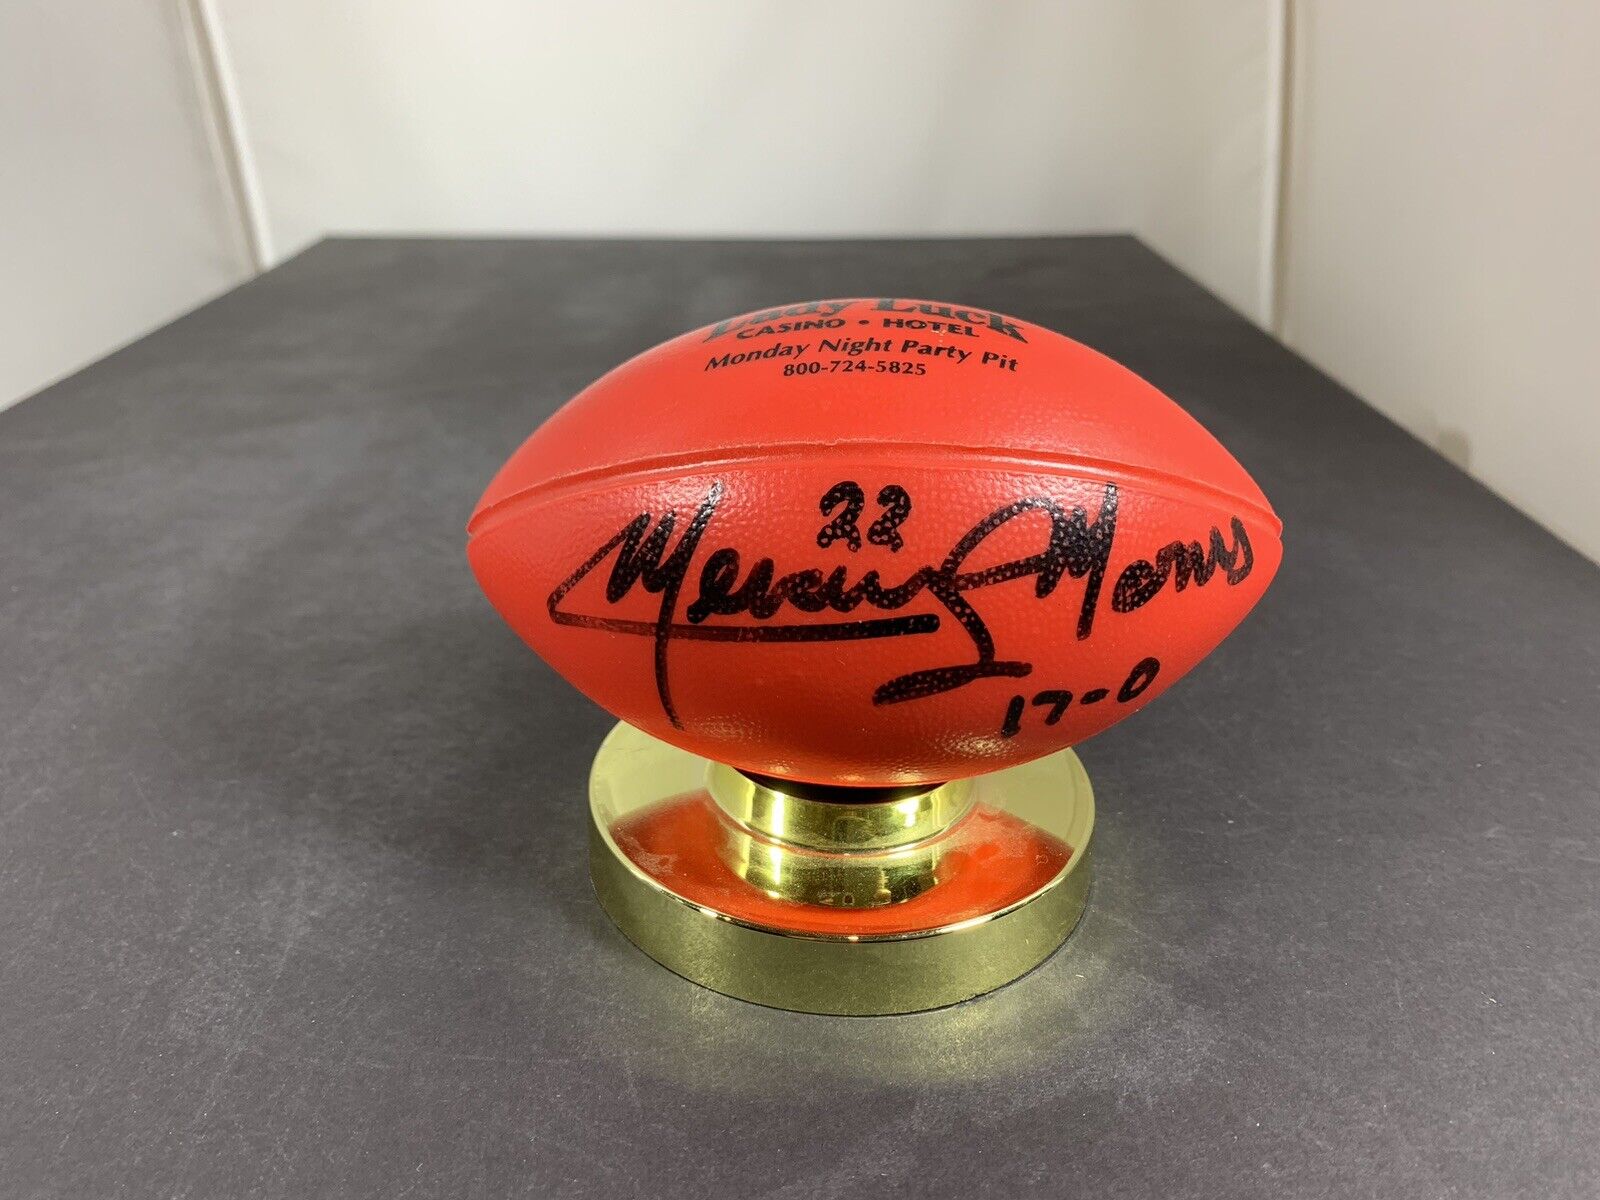 Lady Luck
CASINO • HOTEL
Monday Night Party Pit
800-724-5825
22
Mercury Morris
17-0